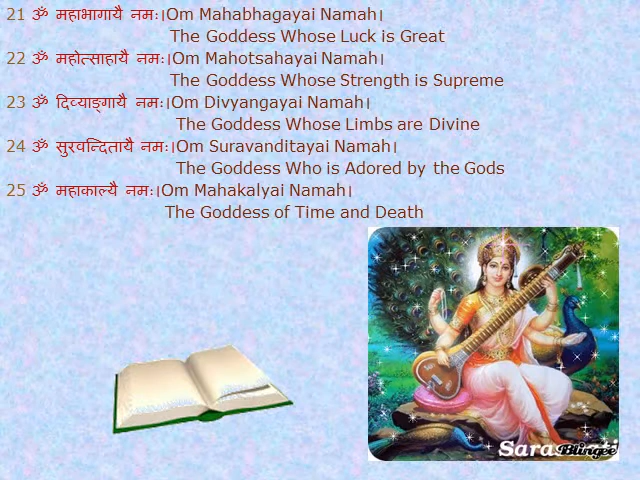 21 ॐ महाभागायै नमः।Om Mahabhagayai Namah।
The Goddess Whose Luck is Great
22 ॐ महोत्साहायै नमः।Om Mahotsahayai Namah।
The Goddess Whose Strength is Supreme
23 ॐ दिव्याङ्गायै नमः।Om Divyangayai Namah।
The Goddess Whose Limbs are Divine
24 ॐ सुरवन्दितायै नमः।Om Suravanditayai Namah।
The Goddess Who is Adored by the Gods
25 ॐ महाकाल्यै नमः।Om Mahakalyai Namah।
The Goddess of Time and Death
Saraswati
Blingee